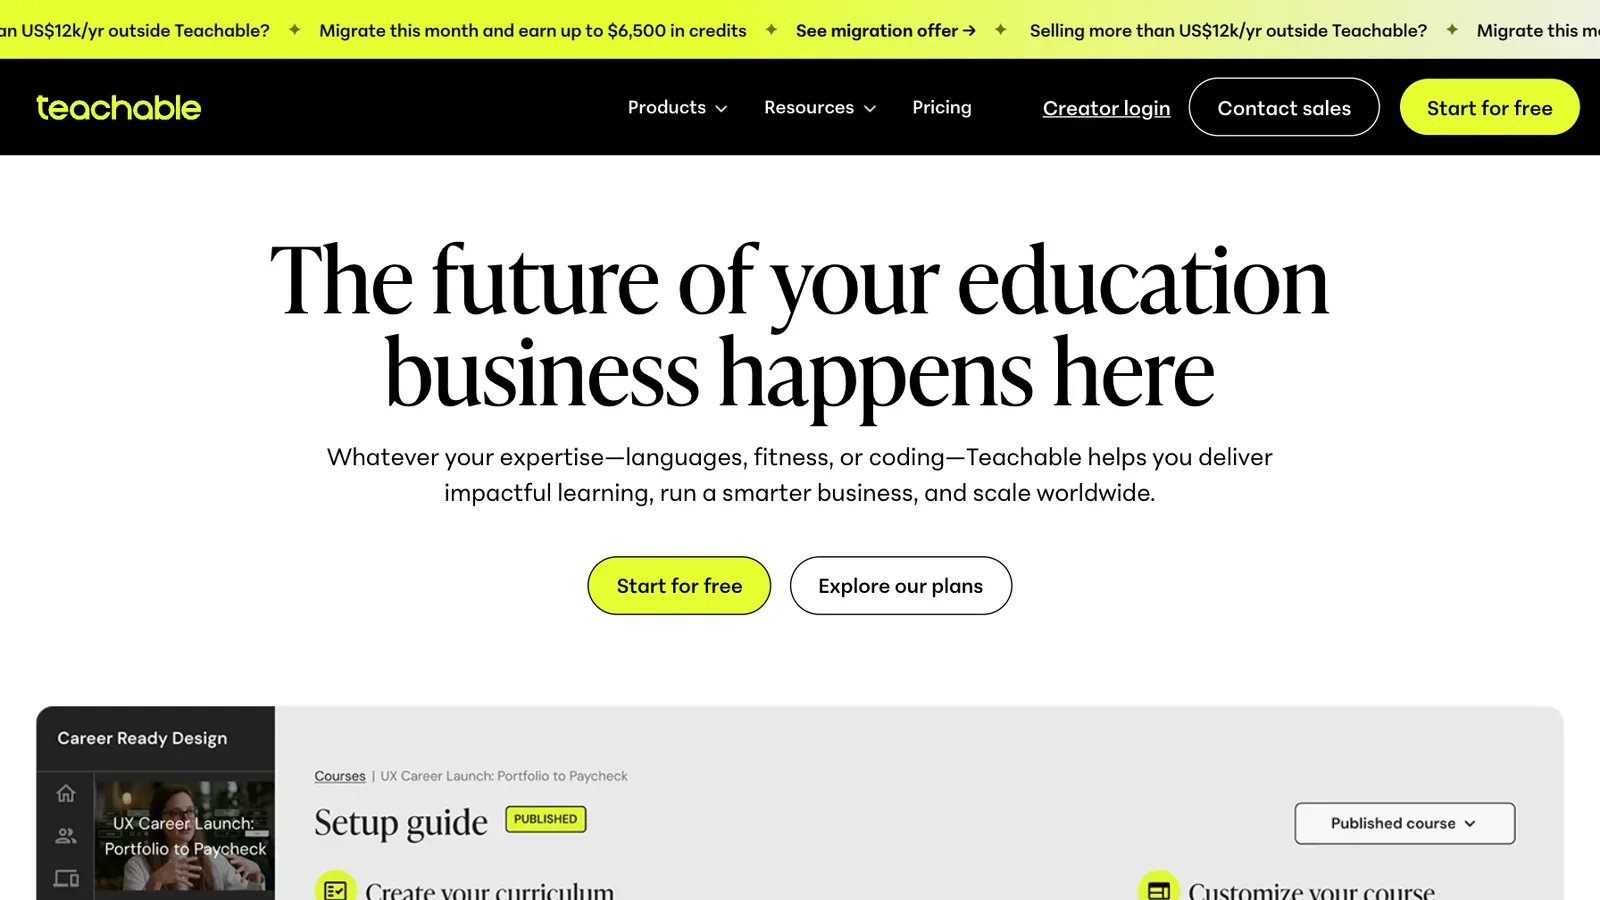 an US$12k/yr outside Teachable? ✦ Migrate this month and earn up to $6,500 in credits ✦ See migration offer → ✦ Selling more than US$12k/yr outside Teachable? ✦ Migrate this m
teachable
Products Resources Pricing Creator login Contact sales Start for free
The future of your education
business happens here
Whatever your expertise—languages, fitness, or coding—Teachable helps you deliver
impactful learning, run a smarter business, and scale worldwide.
Start for free Explore our plans
Career Ready Design
Courses | UX Career Launch: Portfolio to Paycheck
Setup guide PUBLISHED
Published course
UX Career Launch:
Portfolio to Paycheck
Create your curriculum
Customize your course